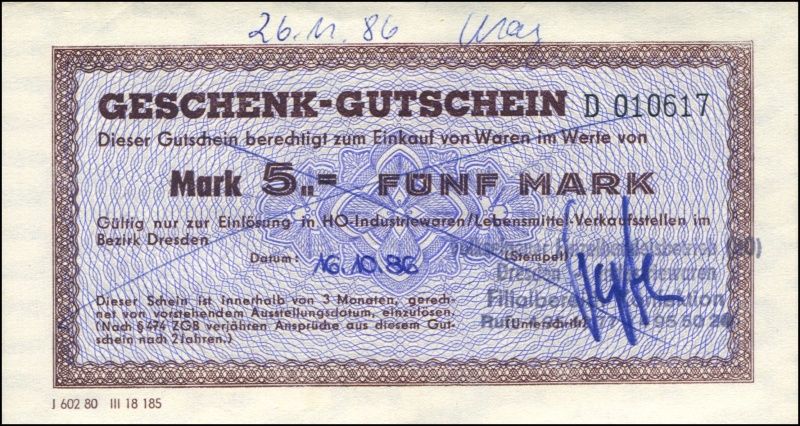 26.11.86
GESCHENK-GUTSCHEIN D 010617
Dieser Gutschein berechtigt zum Einkauf von Waren im Werte von
Mark 5,,= FÜNF MARK
Gültig nur zur Einlösung in HO-Industriewaren/Lebensmittel-Verkaufsstellen im
Bezirk Dresden
(Stempel)
Datum: 16.10.86
Dresden
Dieser Schein ist innerhalb von 3 Monaten, gerech-
net von vorstehendem Ausstellungsdatum, einzulösen.
(Nach § 474 ZGB verjähren Ansprüche aus diesem Gut-
schein nach 2 Jahren.)
(Unterschrift)
J 602 80 III 18 185